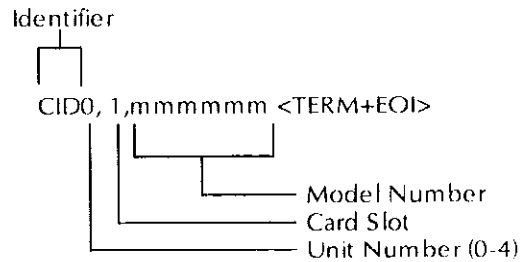 Identifier
CID0, 1,mmmmmm <TERM+EOI>
Model Number
Card Slot
Unit Number (0-4)